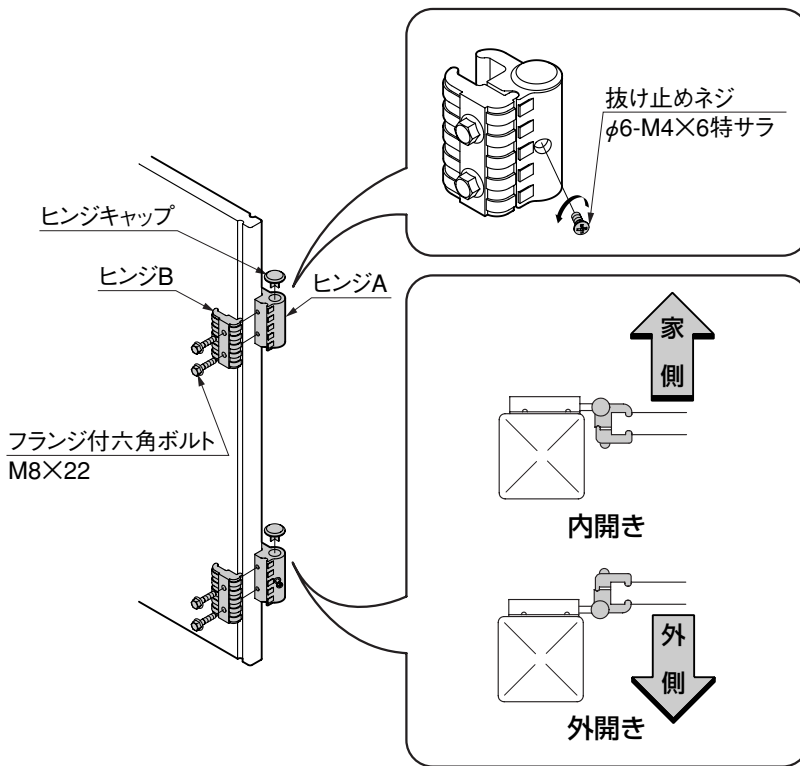 抜け止めネジ
φ6-M4×6特サラ
ヒンジキャップ
ヒンジB
ヒンジA
フランジ付六角ボルト
M8×22
家側
内開き
外側
外開き